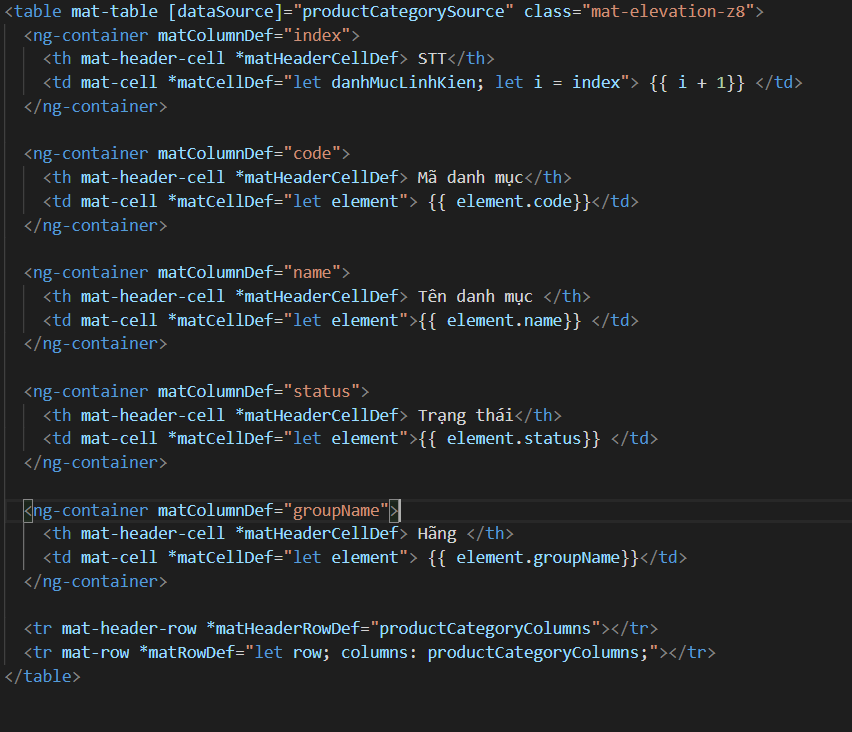 <table mat-table [dataSource]="productCategorySource" class="mat-elevation-z8">
<ng-container matColumnDef="index">
<th mat-header-cell *matHeaderCellDef> STT</th>
<td mat-cell *matCellDef="let danhMucLinhKien; let i = index"> {{ i + 1}} </td>
</ng-container>
<ng-container matColumnDef="code">
<th mat-header-cell *matHeaderCellDef> Mã danh mục</th>
<td mat-cell *matCellDef="let element"> {{ element.code}}</td>
</ng-container>
<ng-container matColumnDef="name">
<th mat-header-cell *matHeaderCellDef> Tên danh mục </th>
<td mat-cell *matCellDef="let element">{{ element.name}} </td>
</ng-container>
<ng-container matColumnDef="status">
<th mat-header-cell *matHeaderCellDef> Trạng thái</th>
<td mat-cell *matCellDef="let element">{{ element.status}} </td>
</ng-container>
<ng-container matColumnDef="groupName">
<th mat-header-cell *matHeaderCellDef> Hãng </th>
<td mat-cell *matCellDef="let element"> {{ element.groupName}}</td>
</ng-container>
<tr mat-header-row *matHeaderRowDef="productCategoryColumns"></tr>
<tr mat-row *matRowDef="let row; columns: productCategoryColumns;"></tr>
</table>